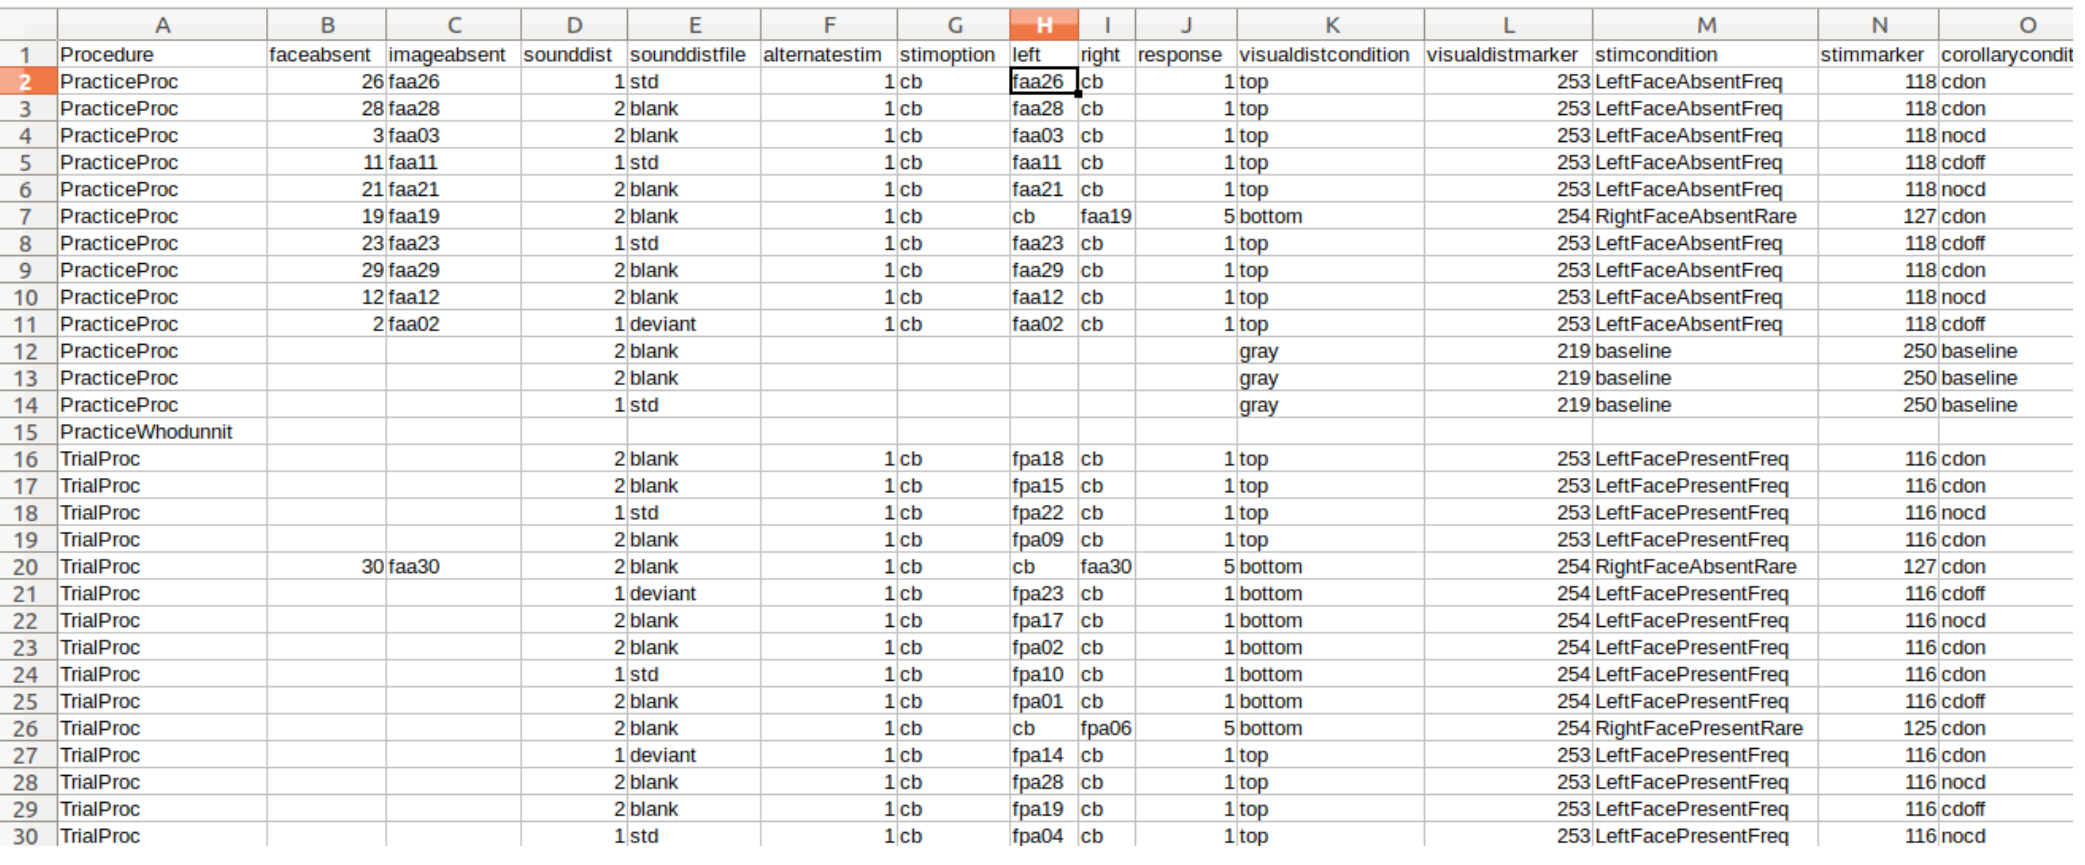 A B C D E F G H I J K L M N O
1 Procedure faceabsent imageabsent sounddist sounddistfile alternatestim stimoption left right response visualdistcondition visualdistmarker stimcondition stimmarker corollarycondit
2 PracticeProc 26 faa26 1 std 1 cb faa26 cb 1 top 253 LeftFaceAbsentFreq 118 cdon
3 PracticeProc 28 faa28 2 blank 1 cb faa28 cb 1 top 253 LeftFaceAbsentFreq 118 cdon
4 PracticeProc 3 faa03 2 blank 1 cb faa03 cb 1 top 253 LeftFaceAbsentFreq 118 nocd
5 PracticeProc 11 faa11 1 std 1 cb faa11 cb 1 top 253 LeftFaceAbsentFreq 118 cdoff
6 PracticeProc 21 faa21 2 blank 1 cb faa21 cb 1 top 253 LeftFaceAbsentFreq 118 nocd
7 PracticeProc 19 faa19 2 blank 1 cb cb faa19 5 bottom 254 RightFaceAbsentRare 127 cdon
8 PracticeProc 23 faa23 1 std 1 cb faa23 cb 1 top 253 LeftFaceAbsentFreq 118 cdoff
9 PracticeProc 29 faa29 2 blank 1 cb faa29 cb 1 top 253 LeftFaceAbsentFreq 118 cdon
10 PracticeProc 12 faa12 2 blank 1 cb faa12 cb 1 top 253 LeftFaceAbsentFreq 118 nocd
11 PracticeProc 2 faa02 1 deviant 1 cb faa02 cb 1 top 253 LeftFaceAbsentFreq 118 cdoff
12 PracticeProc 2 blank gray 219 baseline 250 baseline
13 PracticeProc 2 blank gray 219 baseline 250 baseline
14 PracticeProc 1 std gray 219 baseline 250 baseline
15 PracticeWhodunnit
16 TrialProc 2 blank 1 cb fpa18 cb 1 top 253 LeftFacePresentFreq 116 cdon
17 TrialProc 2 blank 1 cb fpa15 cb 1 top 253 LeftFacePresentFreq 116 cdon
18 TrialProc 1 std 1 cb fpa22 cb 1 top 253 LeftFacePresentFreq 116 nocd
19 TrialProc 2 blank 1 cb fpa09 cb 1 top 253 LeftFacePresentFreq 116 cdon
20 TrialProc 30 faa30 2 blank 1 cb cb faa30 5 bottom 254 RightFaceAbsentRare 127 cdon
21 TrialProc 1 deviant 1 cb fpa23 cb 1 bottom 254 LeftFacePresentFreq 116 cdoff
22 TrialProc 2 blank 1 cb fpa17 cb 1 bottom 254 LeftFacePresentFreq 116 nocd
23 TrialProc 2 blank 1 cb fpa02 cb 1 bottom 254 LeftFacePresentFreq 116 cdon
24 TrialProc 1 std 1 cb fpa10 cb 1 bottom 254 LeftFacePresentFreq 116 cdon
25 TrialProc 2 blank 1 cb fpa01 cb 1 bottom 254 LeftFacePresentFreq 116 cdoff
26 TrialProc 2 blank 1 cb cb fpa06 5 bottom 254 RightFacePresentRare 125 cdon
27 TrialProc 1 deviant 1 cb fpa14 cb 1 top 253 LeftFacePresentFreq 116 cdon
28 TrialProc 2 blank 1 cb fpa28 cb 1 top 253 LeftFacePresentFreq 116 nocd
29 TrialProc 2 blank 1 cb fpa19 cb 1 top 253 LeftFacePresentFreq 116 cdoff
30 TrialProc 1 std 1 cb fpa04 cb 1 top 253 LeftFacePresentFreq 116 nocd